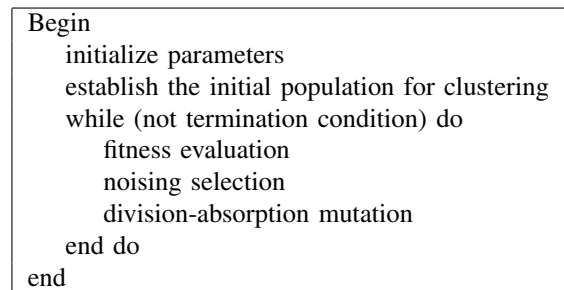 Begin
initialize parameters
establish the initial population for clustering
while (not termination condition) do
fitness evaluation
noising selection
division-absorption mutation
end do
end